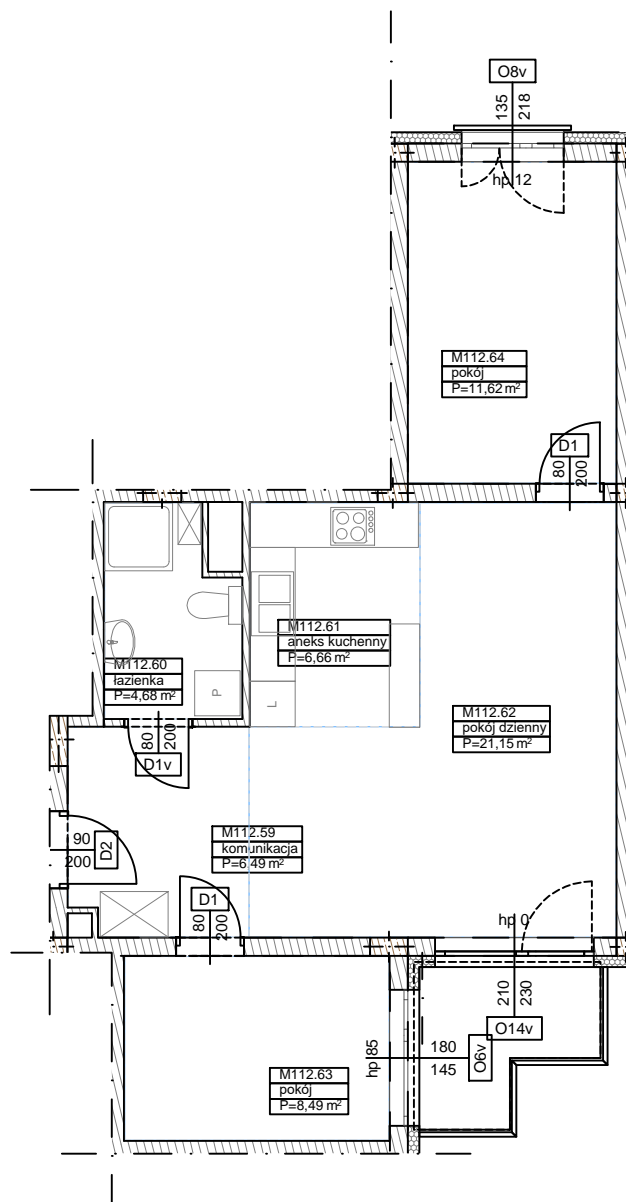 O8v
135
218
hp 12
M112.64
pokój
P=11,62 m²
D1
80
200
M112.61
aneks kuchenny
P=6,66 m²
M112.60
łazienka
P=4,68 m²
P
L
M112.62
pokój dzienny
P=21,15 m²
80
200
D1v
M112.59
komunikacja
P=6,49 m²
90
200
D2
D1
80
200
hp 0
210
230
O14v
hp 85
180
145
O6v
M112.63
pokój
P=8,49 m²